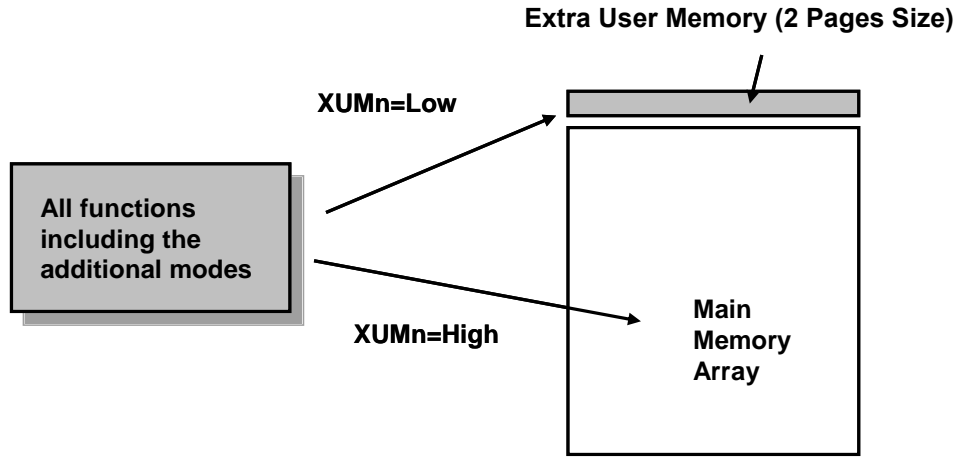 Extra User Memory (2 Pages Size)
XUMn=Low
All functions
including the
additional modes
XUMn=High
Main
Memory
Array